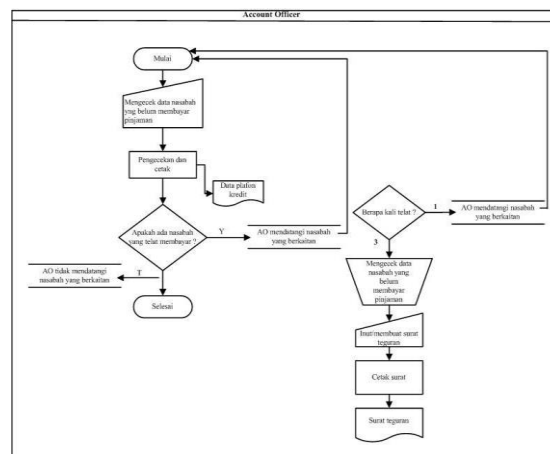 Account Officer
Mulai
Mengecek data nasabah
yng belum membayar
pinjaman
Pengecekan dan
cetak
Data plafon
kredit
Apakah ada nasabah
yang telat membayar ?
Y
AO mendatangi nasabah
yang berkaitan
T
AO tidak mendatangi
nasabah yang berkaitan
Selesai
Berapa kali telat ?
1
AO mendatangi nasabah
yang berkaitan
3
Mengecek data
nasabah yang
belum
membayar
pinjaman
Inut/membuat surat
teguran
Cetak surat
Surat teguran